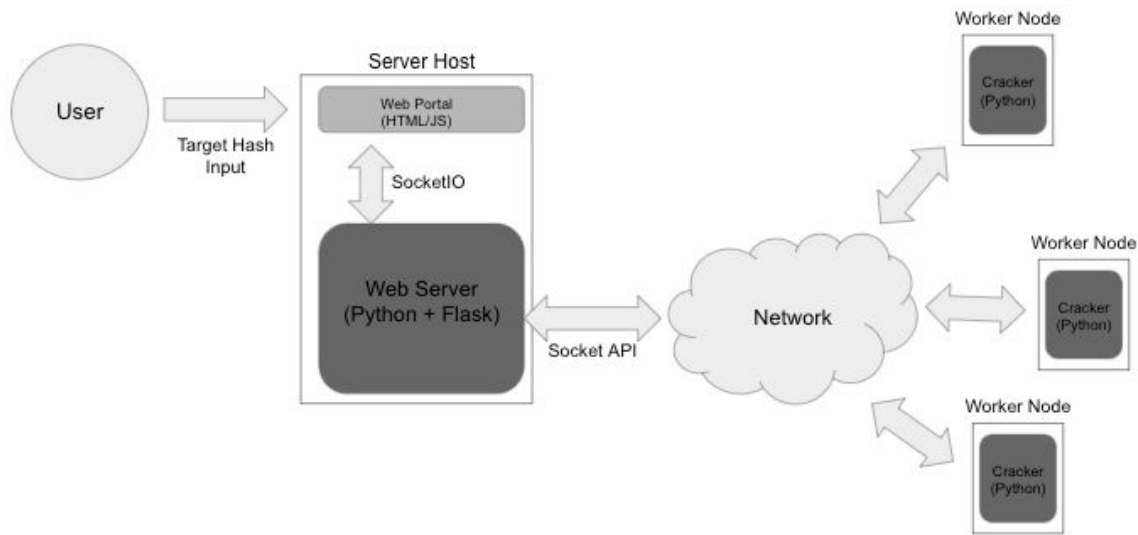 User
Target Hash
Input
Server Host
Web Portal
(HTML/JS)
SocketIO
Web Server
(Python + Flask)
Socket API
Network
Worker Node
Cracker
(Python)
Worker Node
Cracker
(Python)
Worker Node
Cracker
(Python)